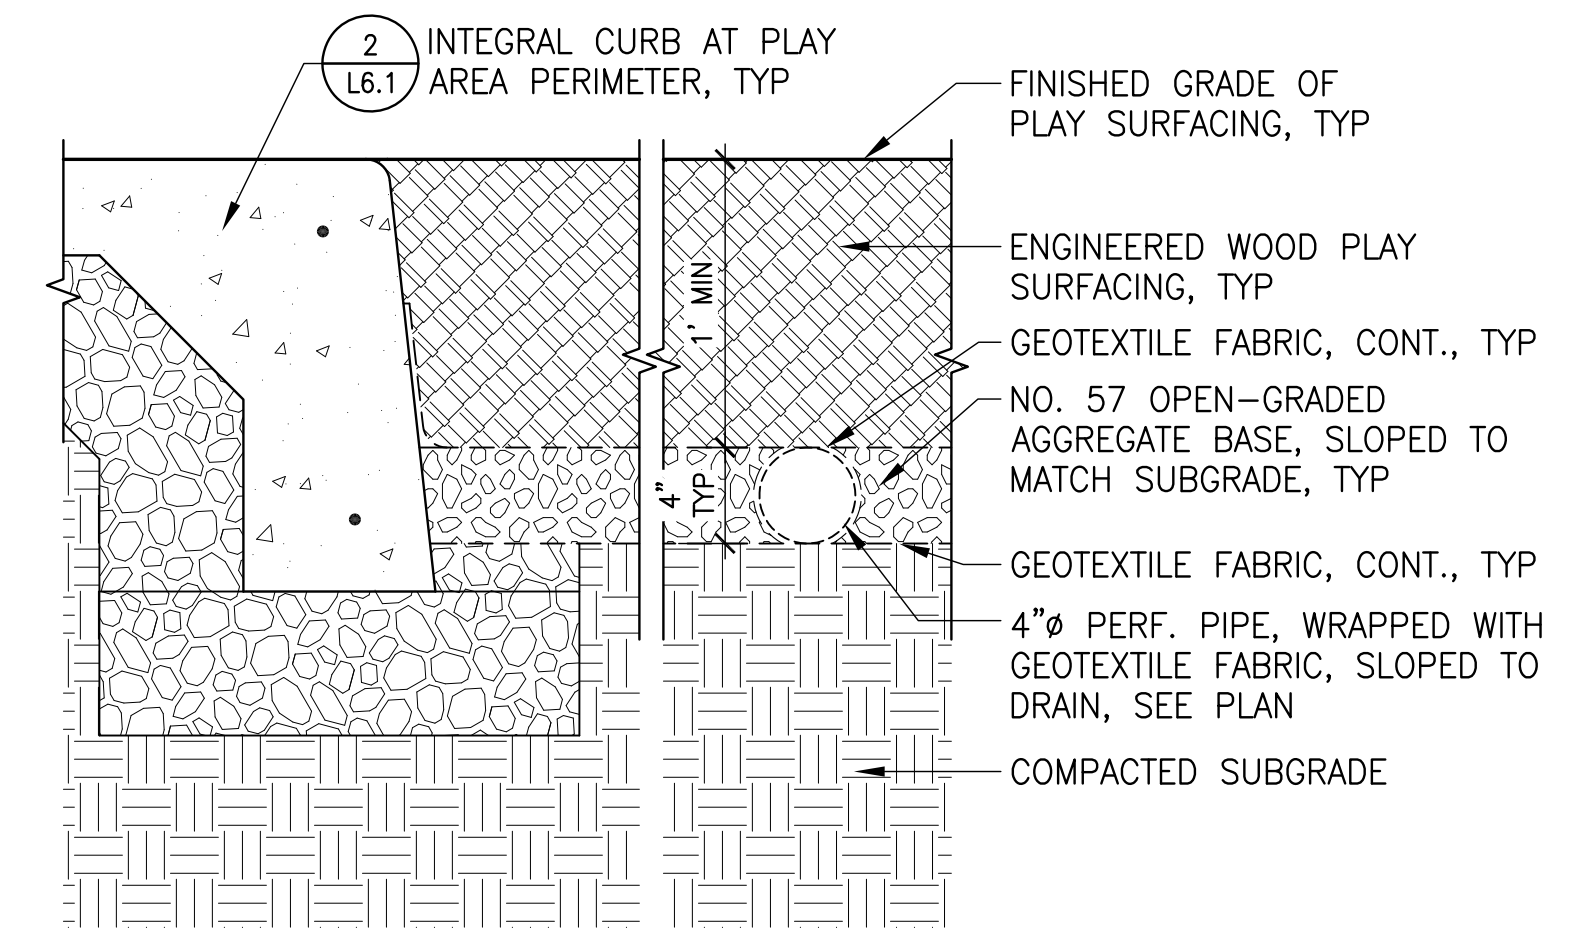 2
L6.1
INTEGRAL CURB AT PLAY
AREA PERIMETER, TYP
FINISHED GRADE OF
PLAY SURFACING, TYP
ENGINEERED WOOD PLAY
SURFACING, TYP
1' MIN
GEOTEXTILE FABRIC, CONT., TYP
NO. 57 OPEN-GRADED
AGGREGATE BASE, SLOPED TO
MATCH SUBGRADE, TYP
4"
TYP
GEOTEXTILE FABRIC, CONT., TYP
4"ø PERF. PIPE, WRAPPED WITH
GEOTEXTILE FABRIC, SLOPED TO
DRAIN, SEE PLAN
COMPACTED SUBGRADE